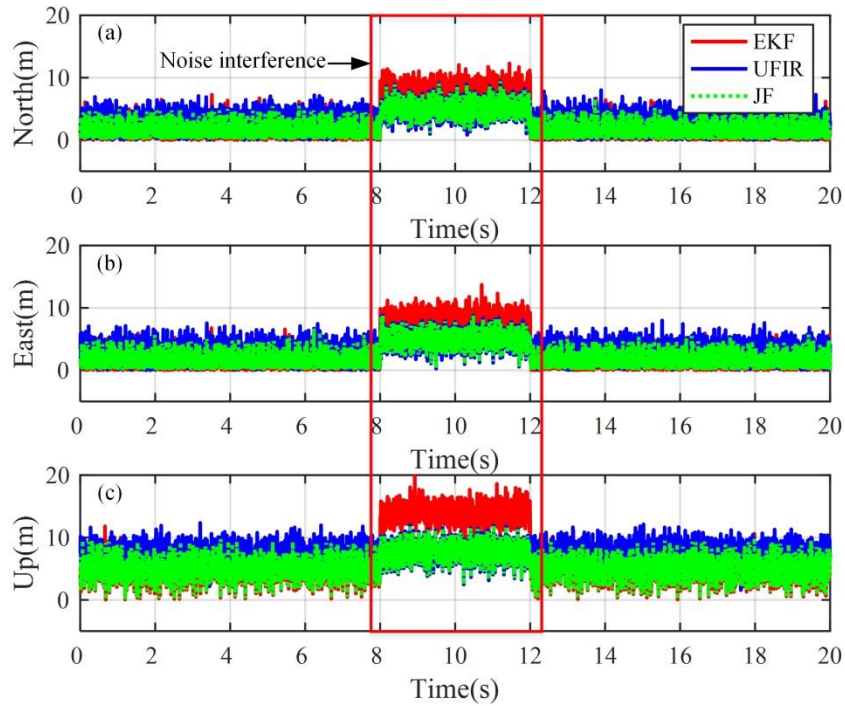 (a)
Noise interference
EKF
UFIR
JF
North(m)
20
10
0
0 2 4 6 8 10 12 14 16 18 20
Time(s)
(b)
East(m)
20
10
0
0 2 4 6 8 10 12 14 16 18 20
Time(s)
(c)
Up(m)
20
10
0
0 2 4 6 8 10 12 14 16 18 20
Time(s)